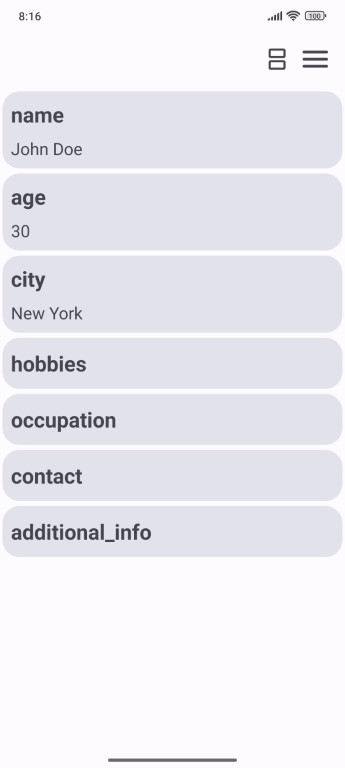 8:16
100
name
John Doe
age
30
city
New York
hobbies
occupation
contact
additional_info